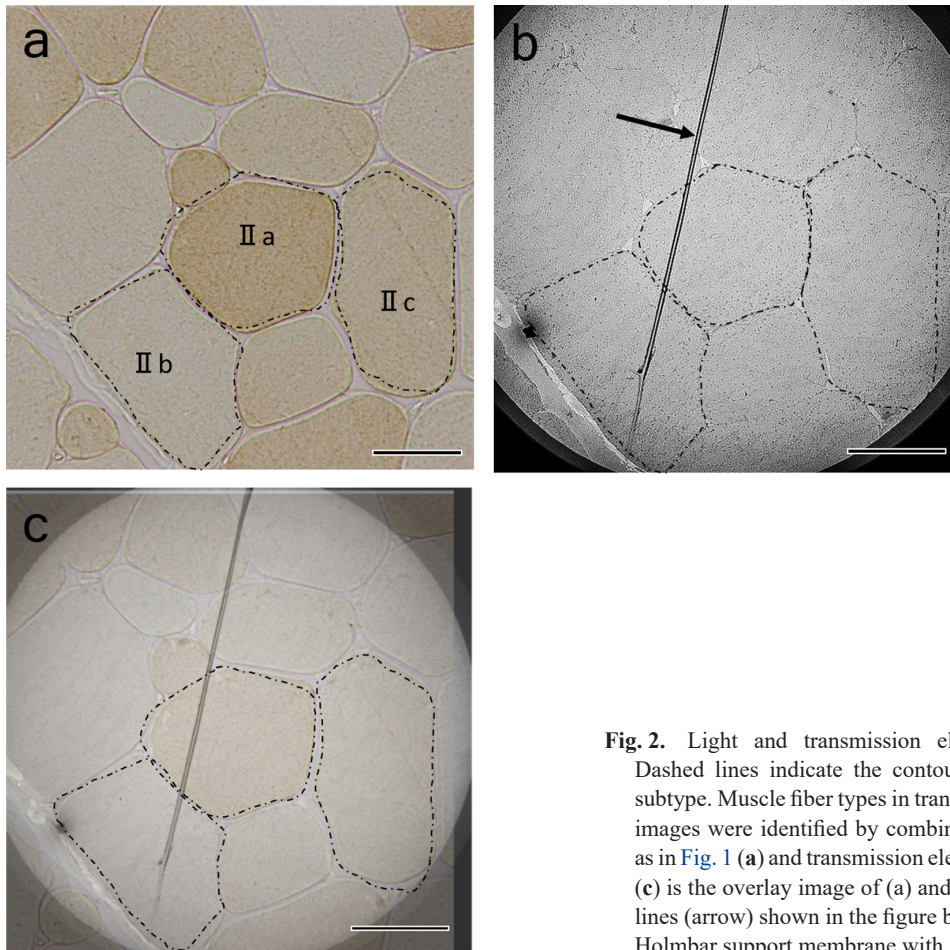 a
b
Ⅱa
Ⅱc
Ⅱb
c
Fig. 2. Light and transmission el
Dashed lines indicate the contou
subtype. Muscle fiber types in tran
images were identified by combin
as in Fig. 1 (a) and transmission ele
(c) is the overlay image of (a) and
lines (arrow) shown in the figure b
Holmbar support membrane with